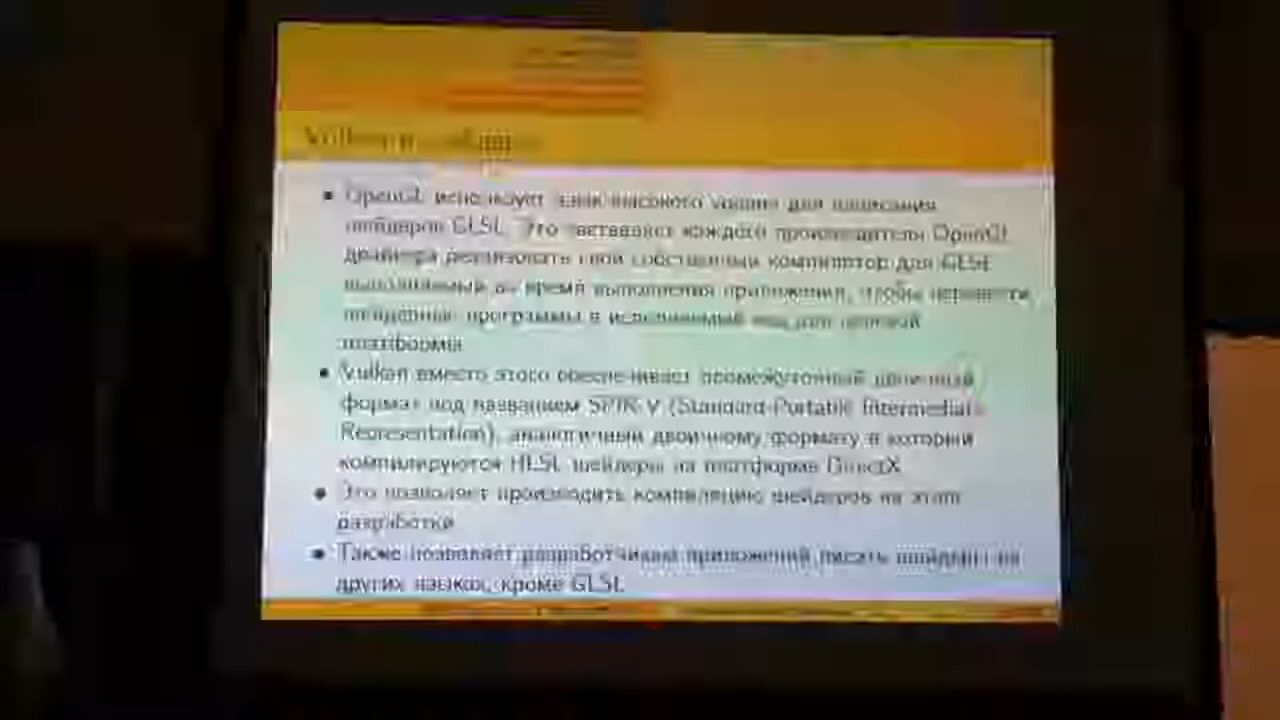 Vulkan и
• OpenGL использует язык высокого уровня для написания
шейдеров GLSL. Это заставляет каждого производителя OpenGL
драйвера реализовать свой собственный компилятор для GLSL
выполняемый во время выполнения приложения, чтобы перевести
шейдерные программы в исполняемый код для целевой
платформы
• Vulkan вместо этого обеспечивает промежуточный двоичный
формат под названием SPIR-V (Standard Portable Intermediate
Representation), аналогичный двоичному формату в который
компилируются HLSL шейдеры на платформе DirectX
• Это позволяет производить компиляцию шейдеров на этапе
разработки
• Также позволяет разработчикам приложений писать шейдеры на
других языках, кроме GLSL